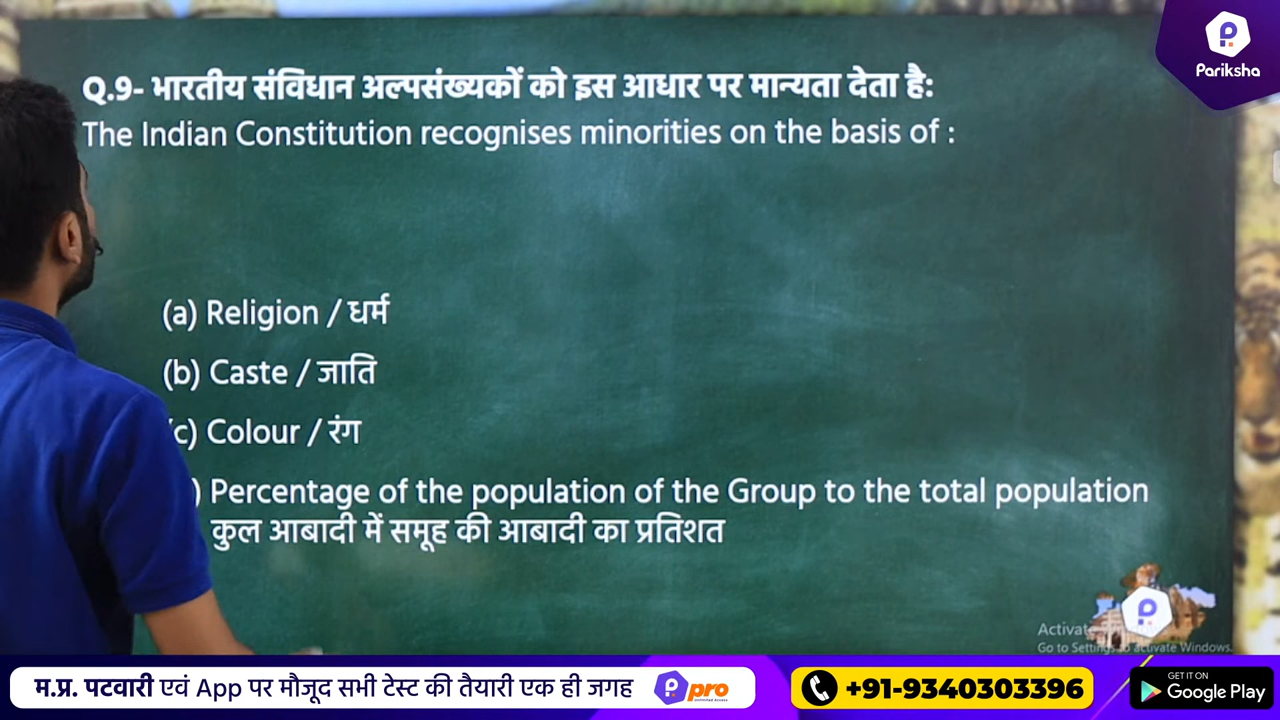 Pariksha
Q.9- भारतीय संविधान अल्पसंख्यकों को इस आधार पर मान्यता देता है:
The Indian Constitution recognises minorities on the basis of :
(a) Religion / धर्म
(b) Caste / जाति
c) Colour / रंग
) Percentage of the population of the Group to the total population
कुल आबादी में समूह की आबादी का प्रतिशत
Activate
Go to Settings to activate Windows.
म.प्र. पटवारी एवं App पर मौजूद सभी टेस्ट की तैयारी एक ही जगह
pro
+91-9340303396
GET IT ON
Google Play